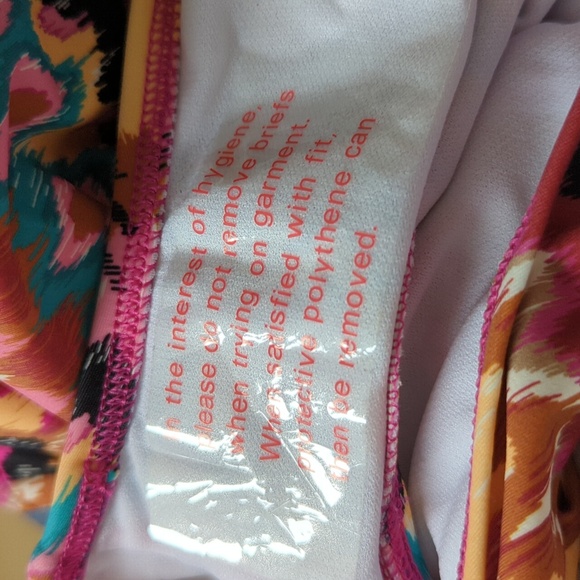 In the interest of hygiene,
please do not remove briefs
when trying on garment.
When satisfied with fit,
protective polythene can
then be removed.